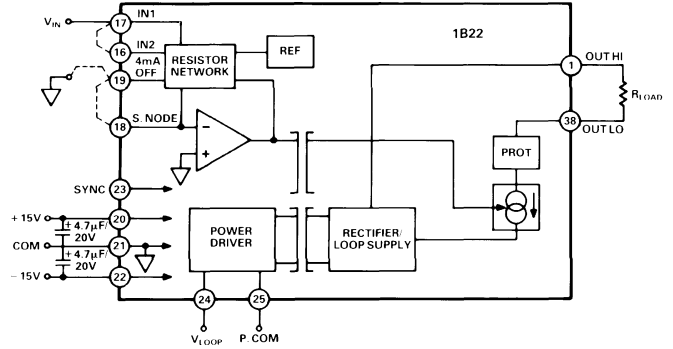 1B22
V_IN
17
IN1
16
IN2
4mA
OFF
19
RESISTOR
NETWORK
REF
18
S. NODE
−
+
SYNC
23
+15V
20
+ 4.7µF/
20V
COM
21
+ 4.7µF/
20V
−15V
22
POWER
DRIVER
RECTIFIER/
LOOP SUPPLY
PROT
1
OUT HI
R_LOAD
38
OUT LO
24
25
V_LOOP
P. COM